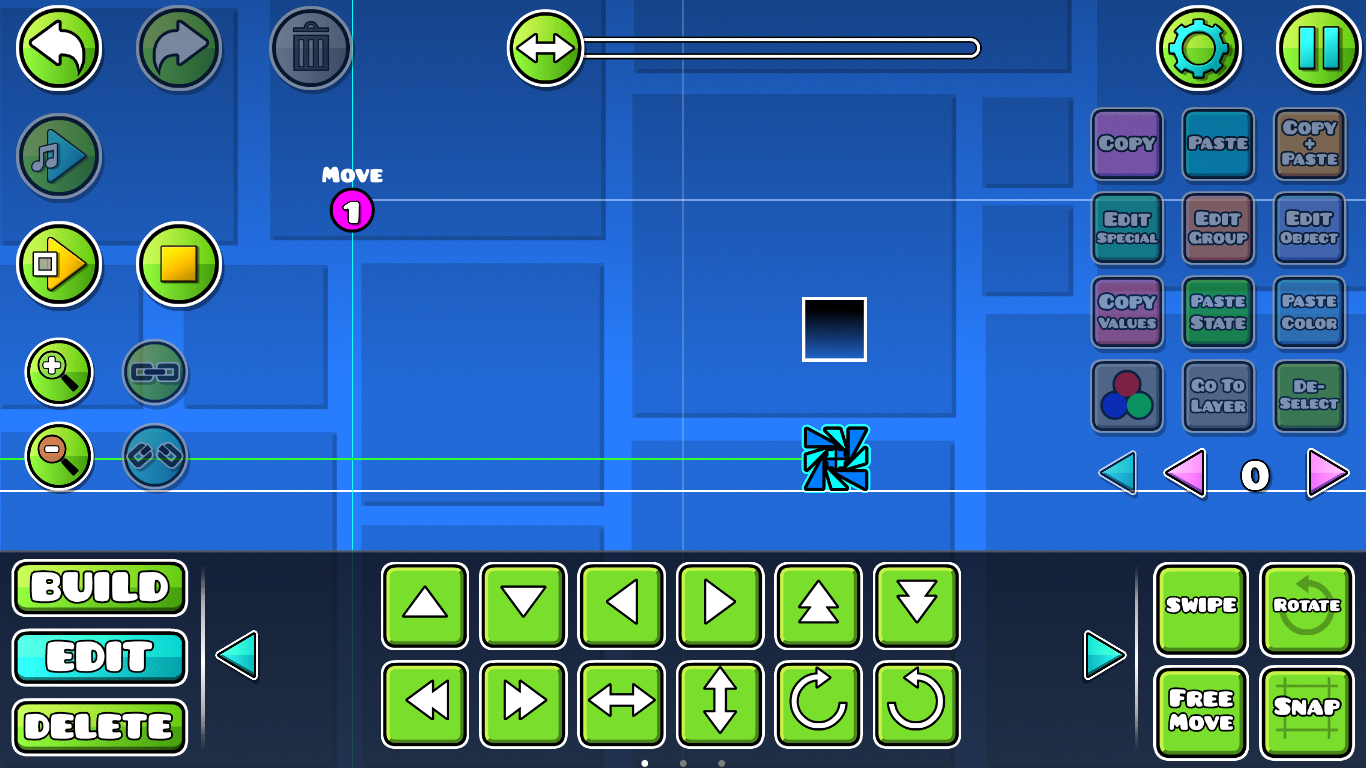 MOVE
1
COPY
PASTE
COPY
+
PASTE
EDIT
SPECIAL
EDIT
GROUP
EDIT
OBJECT
COPY
VALUES
PASTE
STATE
PASTE
COLOR
GO TO
LAYER
DE-
SELECT
0
BUILD
EDIT
DELETE
SWIPE
ROTATE
FREE
MOVE
SNAP